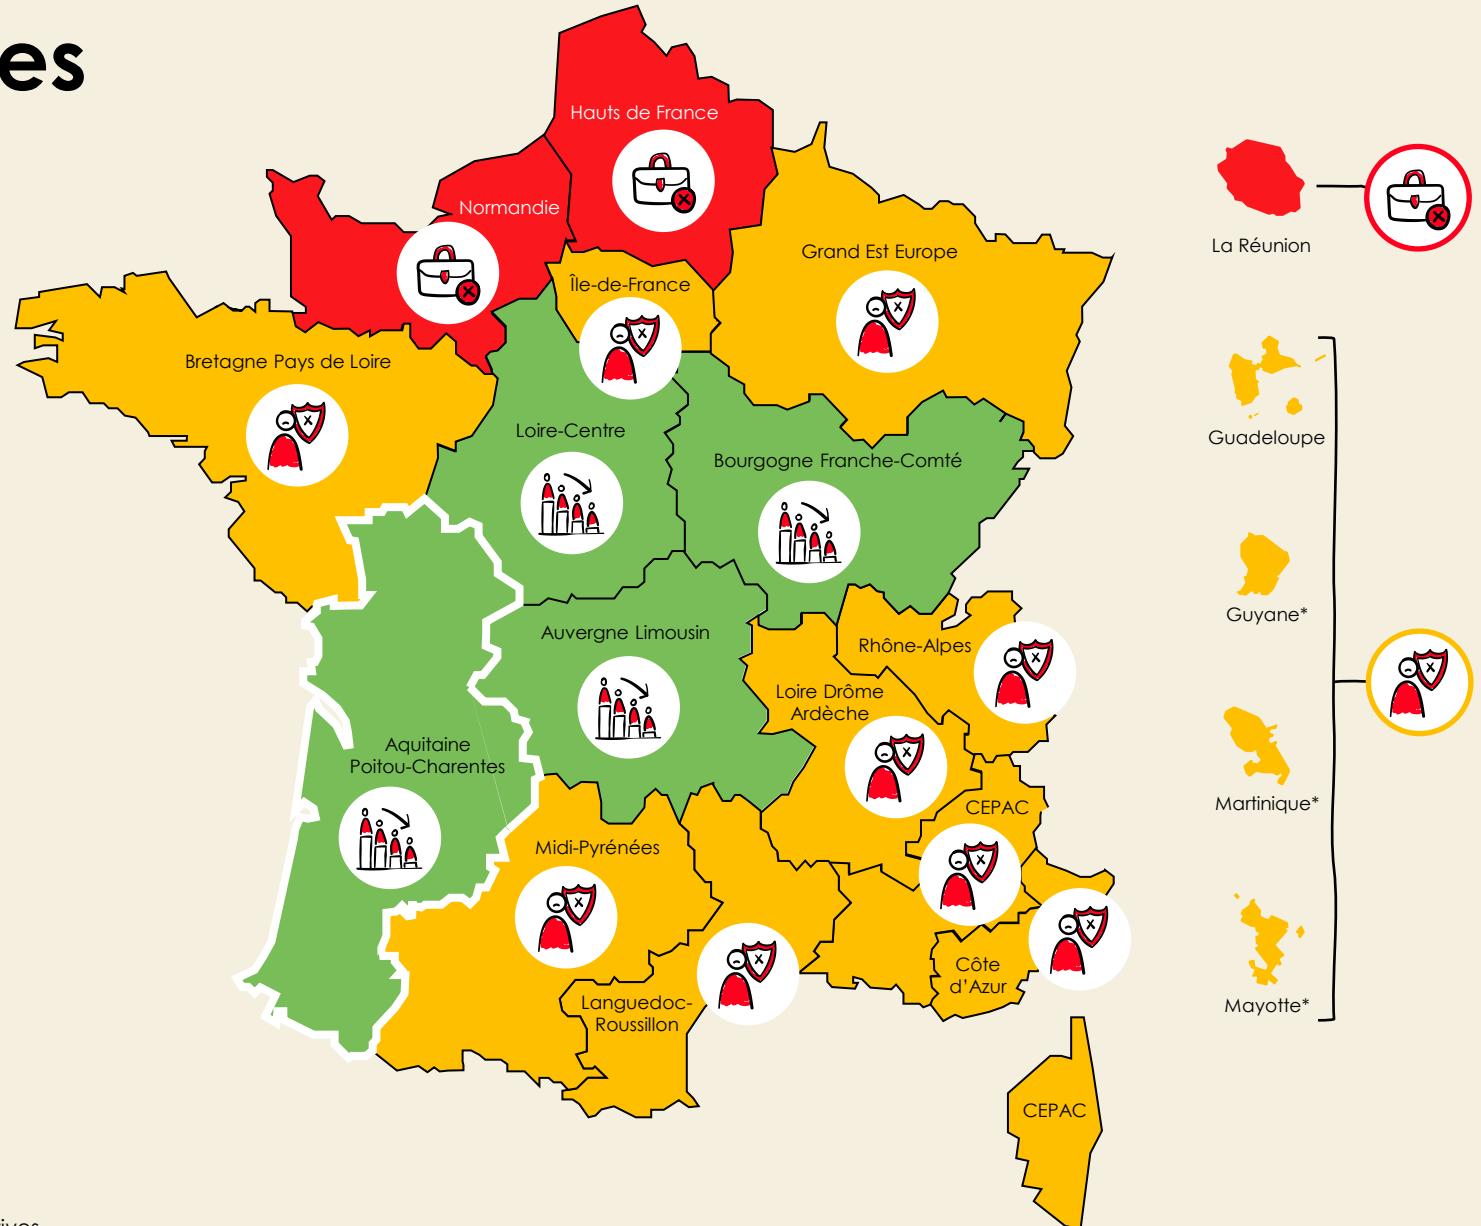 es
Hauts de France
Normandie
La Réunion
Grand Est Europe
Île-de-France
Bretagne Pays de Loire
Loire-Centre
Guadeloupe
Bourgogne Franche-Comté
Guyane*
Auvergne Limousin
Rhône-Alpes
Loire Drôme
Ardèche
Aquitaine
Poitou-Charentes
CEPAC
Martinique*
Midi-Pyrénées
Côte
d'Azur
Languedoc-
Roussillon
Mayotte*
CEPAC